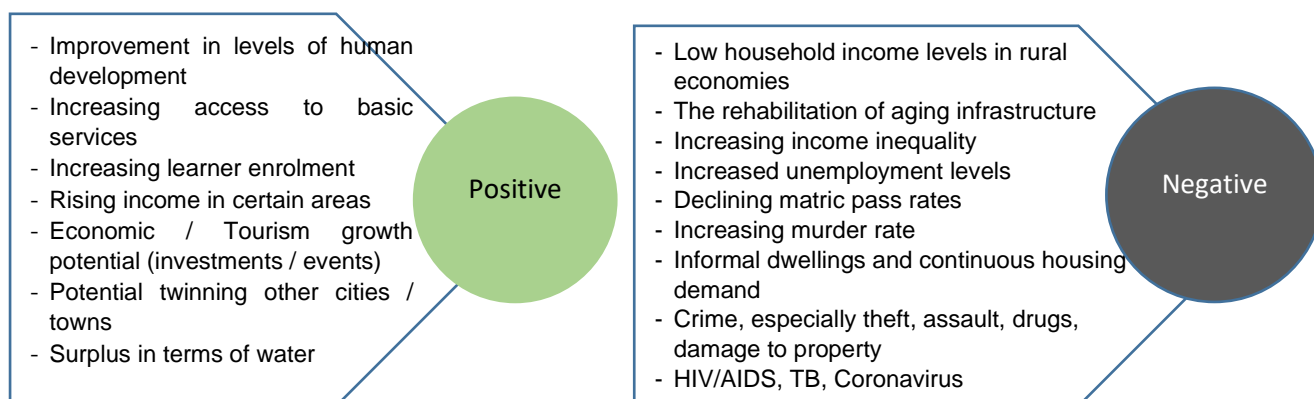 - Improvement in levels of human
development
- Increasing access to basic
services
- Increasing learner enrolment
- Rising income in certain areas
- Economic / Tourism growth
potential (investments / events)
- Potential twinning other cities /
towns
- Surplus in terms of water
Positive
- Low household income levels in rural
economies
- The rehabilitation of aging infrastructure
- Increasing income inequality
- Increased unemployment levels
- Declining matric pass rates
- Increasing murder rate
- Informal dwellings and continuous housing
demand
- Crime, especially theft, assault, drugs,
damage to property
- HIV/AIDS, TB, Coronavirus
Negative